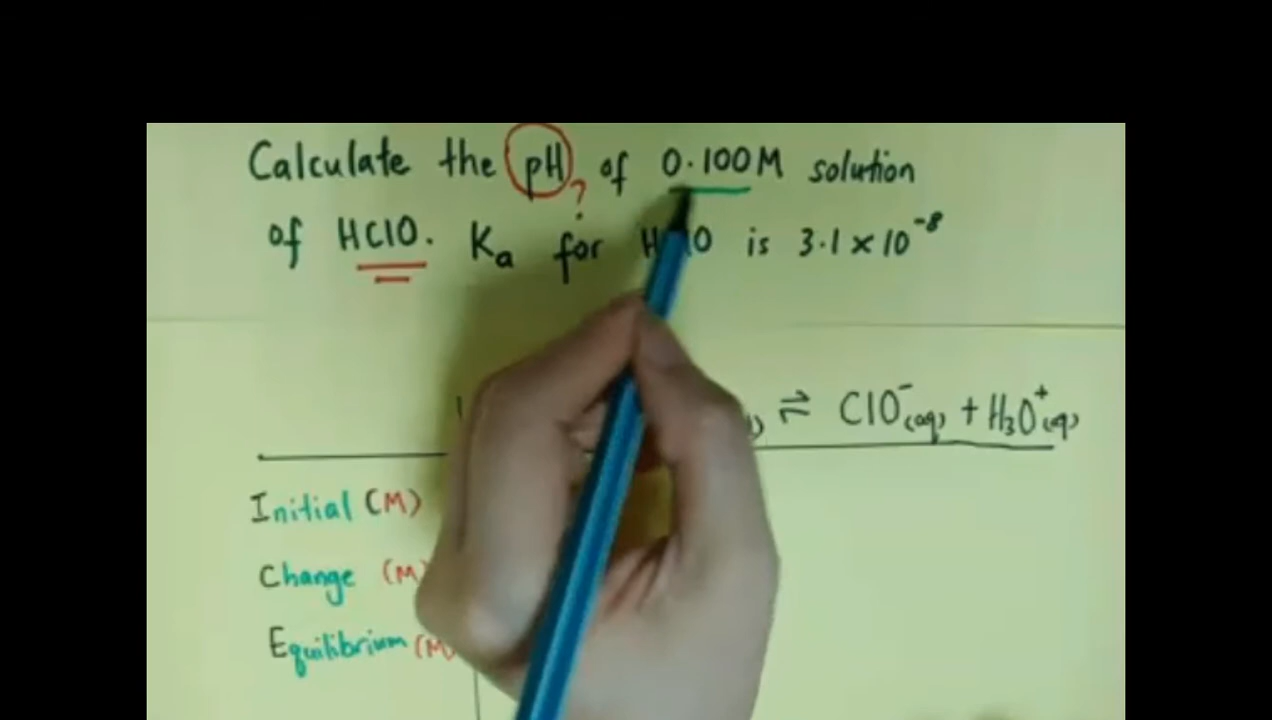 Calculate the pH of 0.100M solution
?
of HClO. Ka for is 3.1 x 10⁻⁸
⇌ ClO⁻(aq) + H₃O⁺(aq)
Initial (M)
Change (M)
Equilibrium (M)